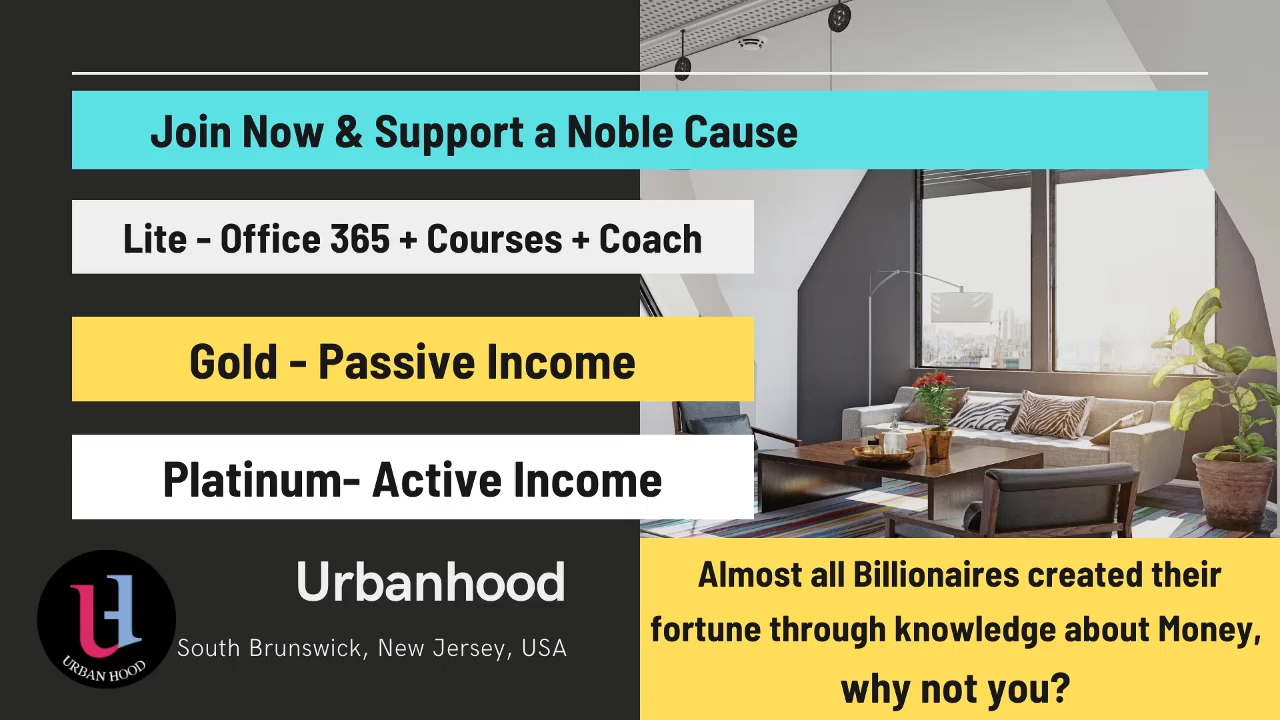 Join Now & Support a Noble Cause
Lite - Office 365 + Courses + Coach
Gold - Passive Income
Platinum- Active Income
Urbanhood
South Brunswick, New Jersey, USA
UH
URBAN HOOD
Almost all Billionaires created their
fortune through knowledge about Money,
why not you?